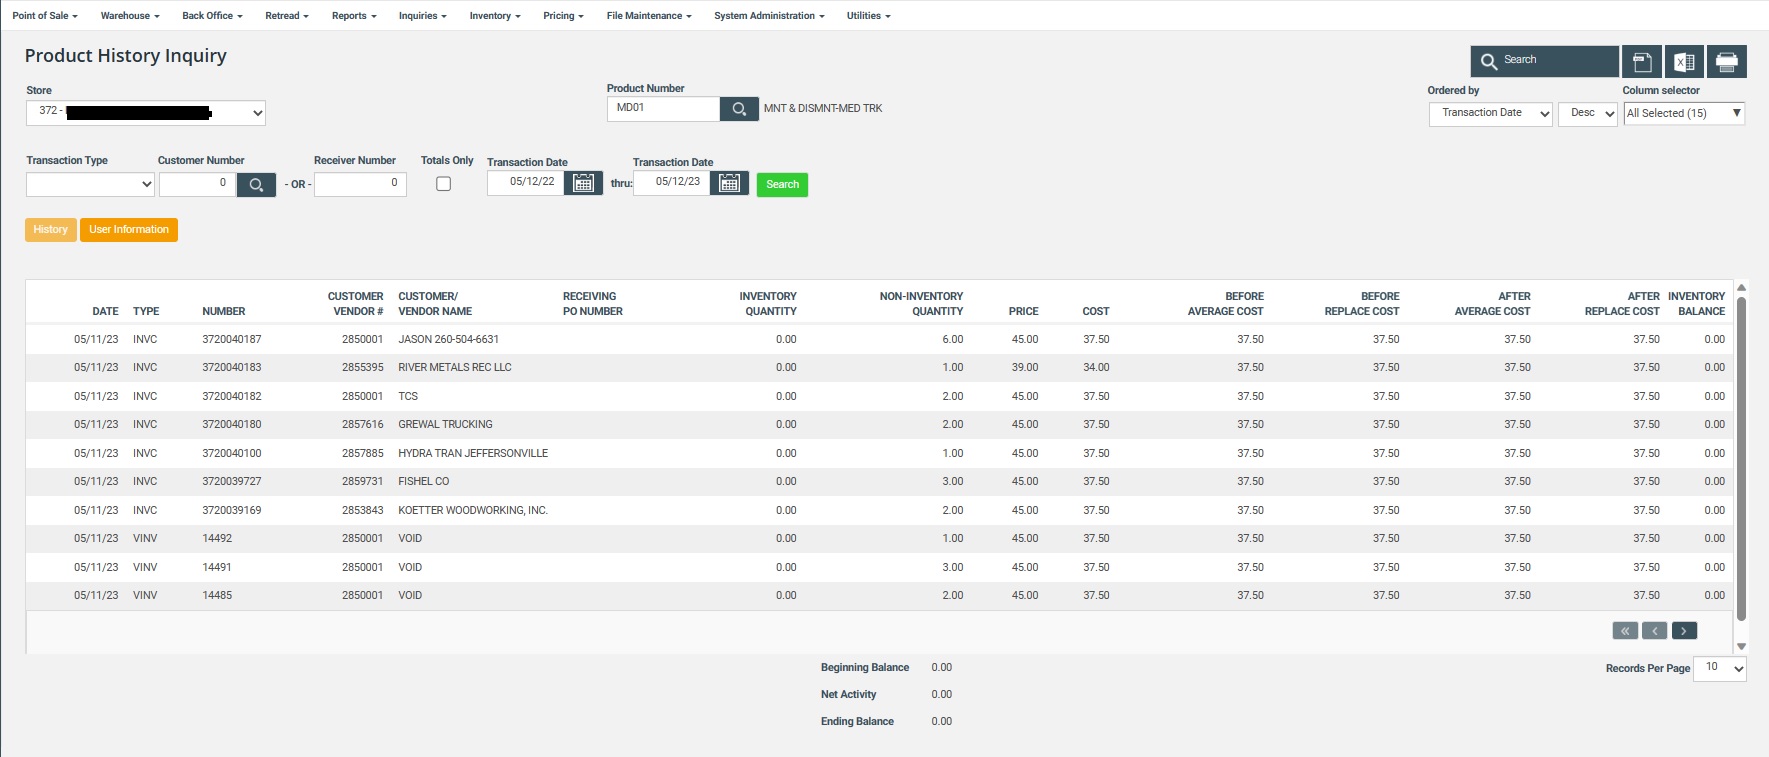 Point of Sale Warehouse Back Office Retread Reports Inquiries Inventory Pricing File Maintenance System Administration Utilities
Product History Inquiry
Search
Store
372 -
Product Number
MD01 MNT & DISMNT-MED TRK
Ordered by
Transaction Date Desc
Column selector
All Selected (15)
Transaction Type Customer Number Receiver Number Totals Only Transaction Date Transaction Date
0 - OR - 0 05/12/22 thru: 05/12/23 Search
History User Information
CUSTOMER CUSTOMER/ RECEIVING INVENTORY NON-INVENTORY BEFORE BEFORE AFTER AFTER INVENTORY
DATE TYPE NUMBER VENDOR # VENDOR NAME PO NUMBER QUANTITY QUANTITY PRICE COST AVERAGE COST REPLACE COST AVERAGE COST REPLACE COST BALANCE
05/11/23 INVC 3720040187 2850001 JASON 260-504-6631 0.00 6.00 45.00 37.50 37.50 37.50 37.50 37.50 0.00
05/11/23 INVC 3720040183 2855395 RIVER METALS REC LLC 0.00 1.00 39.00 34.00 37.50 37.50 37.50 37.50 0.00
05/11/23 INVC 3720040182 2850001 TCS 0.00 2.00 45.00 37.50 37.50 37.50 37.50 37.50 0.00
05/11/23 INVC 3720040180 2857616 GREWAL TRUCKING 0.00 2.00 45.00 37.50 37.50 37.50 37.50 37.50 0.00
05/11/23 INVC 3720040100 2857885 HYDRA TRAN JEFFERSONVILLE 0.00 1.00 45.00 37.50 37.50 37.50 37.50 37.50 0.00
05/11/23 INVC 3720039727 2859731 FISHEL CO 0.00 3.00 45.00 37.50 37.50 37.50 37.50 37.50 0.00
05/11/23 INVC 3720039169 2853843 KOETTER WOODWORKING, INC. 0.00 2.00 45.00 37.50 37.50 37.50 37.50 37.50 0.00
05/11/23 VINV 14492 2850001 VOID 0.00 1.00 45.00 37.50 37.50 37.50 37.50 37.50 0.00
05/11/23 VINV 14491 2850001 VOID 0.00 3.00 45.00 37.50 37.50 37.50 37.50 37.50 0.00
05/11/23 VINV 14485 2850001 VOID 0.00 2.00 45.00 37.50 37.50 37.50 37.50 37.50 0.00
« ‹ ›
Beginning Balance 0.00
Records Per Page 10
Net Activity 0.00
Ending Balance 0.00